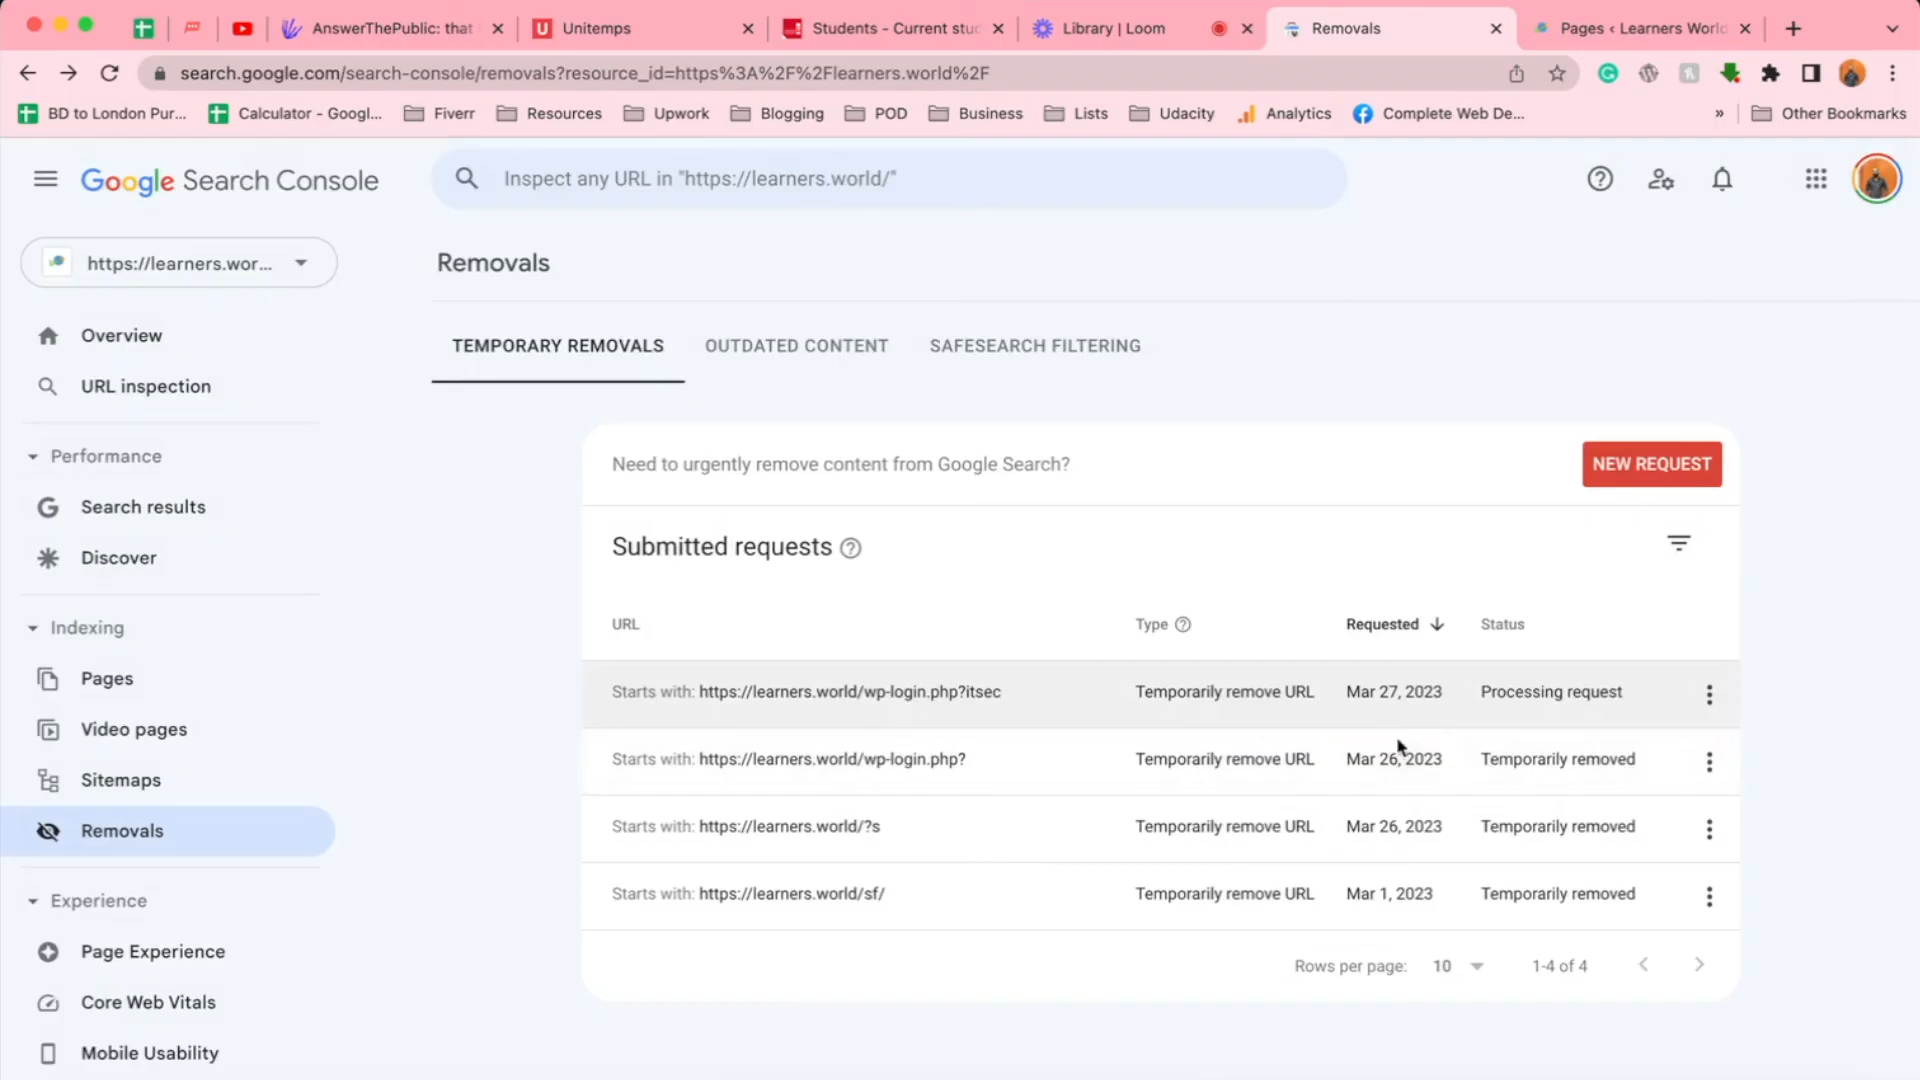 AnswerThePublic: that
Unitemps
Students - Current stuc
Library | Loom
Removals
Pages ‹ Learners World
search.google.com/search-console/removals?resource_id=https%3A%2F%2Flearners.world%2F
BD to London Pur...
Calculator - Googl...
Fiverr
Resources
Upwork
Blogging
POD
Business
Lists
Udacity
Analytics
Complete Web De...
»
Other Bookmarks
Google Search Console
Inspect any URL in "https://learners.world/"
https://learners.wor...
Removals
Overview
URL inspection
Performance
Search results
Discover
Indexing
Pages
Video pages
Sitemaps
Removals
Experience
Page Experience
Core Web Vitals
Mobile Usability
TEMPORARY REMOVALS
OUTDATED CONTENT
SAFESEARCH FILTERING
Need to urgently remove content from Google Search?
NEW REQUEST
Submitted requests
URL Type Requested Status
Starts with: https://learners.world/wp-login.php?itsec Temporarily remove URL Mar 27, 2023 Processing request
Starts with: https://learners.world/wp-login.php? Temporarily remove URL Mar 26, 2023 Temporarily removed
Starts with: https://learners.world/?s Temporarily remove URL Mar 26, 2023 Temporarily removed
Starts with: https://learners.world/sf/ Temporarily remove URL Mar 1, 2023 Temporarily removed
Rows per page: 10 1-4 of 4